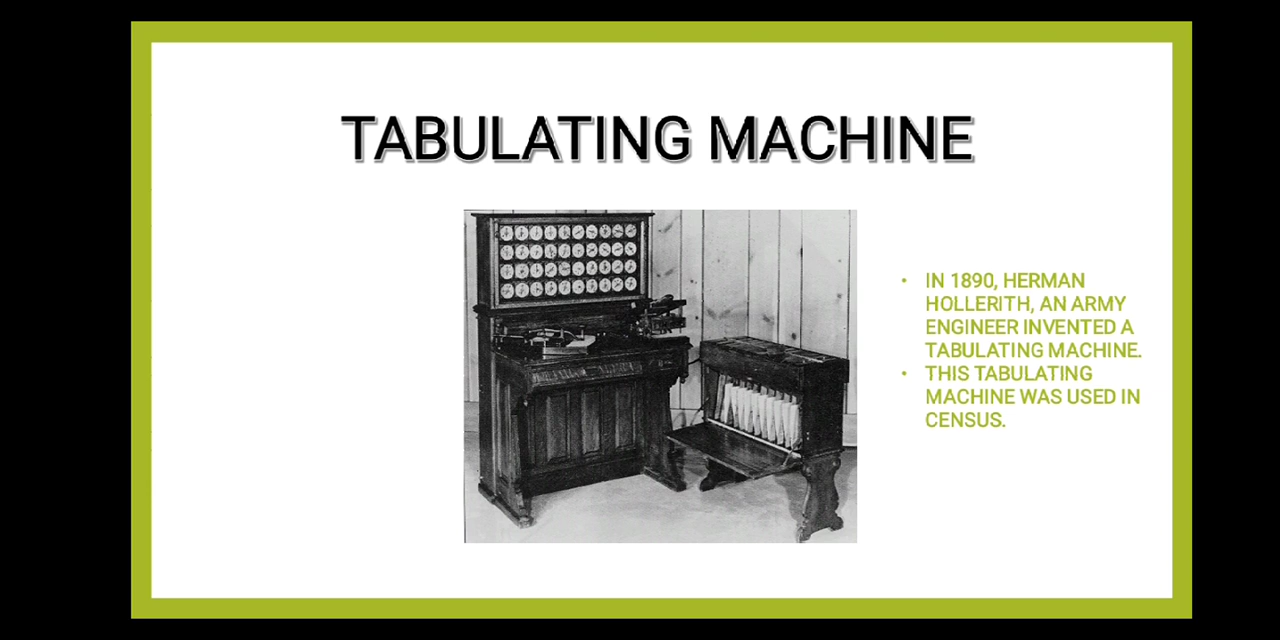 TABULATING MACHINE
• IN 1890, HERMAN
HOLLERITH, AN ARMY
ENGINEER INVENTED A
TABULATING MACHINE.
• THIS TABULATING
MACHINE WAS USED IN
CENSUS.